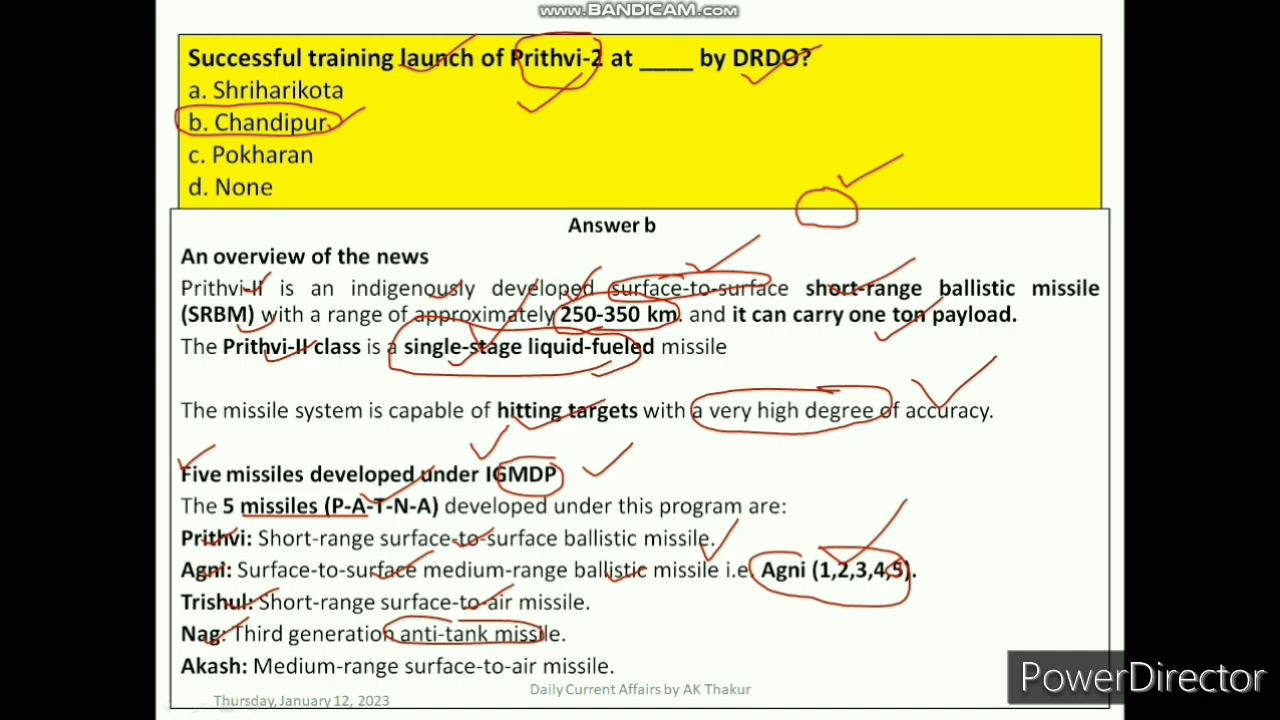 www.BANDICAM.com
Successful training launch of Prithvi-2 at ____ by DRDO?
a. Shriharikota
b. Chandipur
c. Pokharan
d. None
Answer b
An overview of the news
Prithvi-II is an indigenously developed surface-to-surface short-range ballistic missile
(SRBM) with a range of approximately 250-350 km. and it can carry one ton payload.
The Prithvi-II class is a single-stage liquid-fueled missile
The missile system is capable of hitting targets with a very high degree of accuracy.
Five missiles developed under IGMDP
The 5 missiles (P-A-T-N-A) developed under this program are:
Prithvi: Short-range surface-to-surface ballistic missile.
Agni: Surface-to-surface medium-range ballistic missile i.e. Agni (1,2,3,4,5).
Trishul: Short-range surface-to-air missile.
Nag: Third generation anti-tank missile.
Akash: Medium-range surface-to-air missile.
Thursday, January 12, 2023
Daily Current Affairs by AK Thakur
PowerDirector